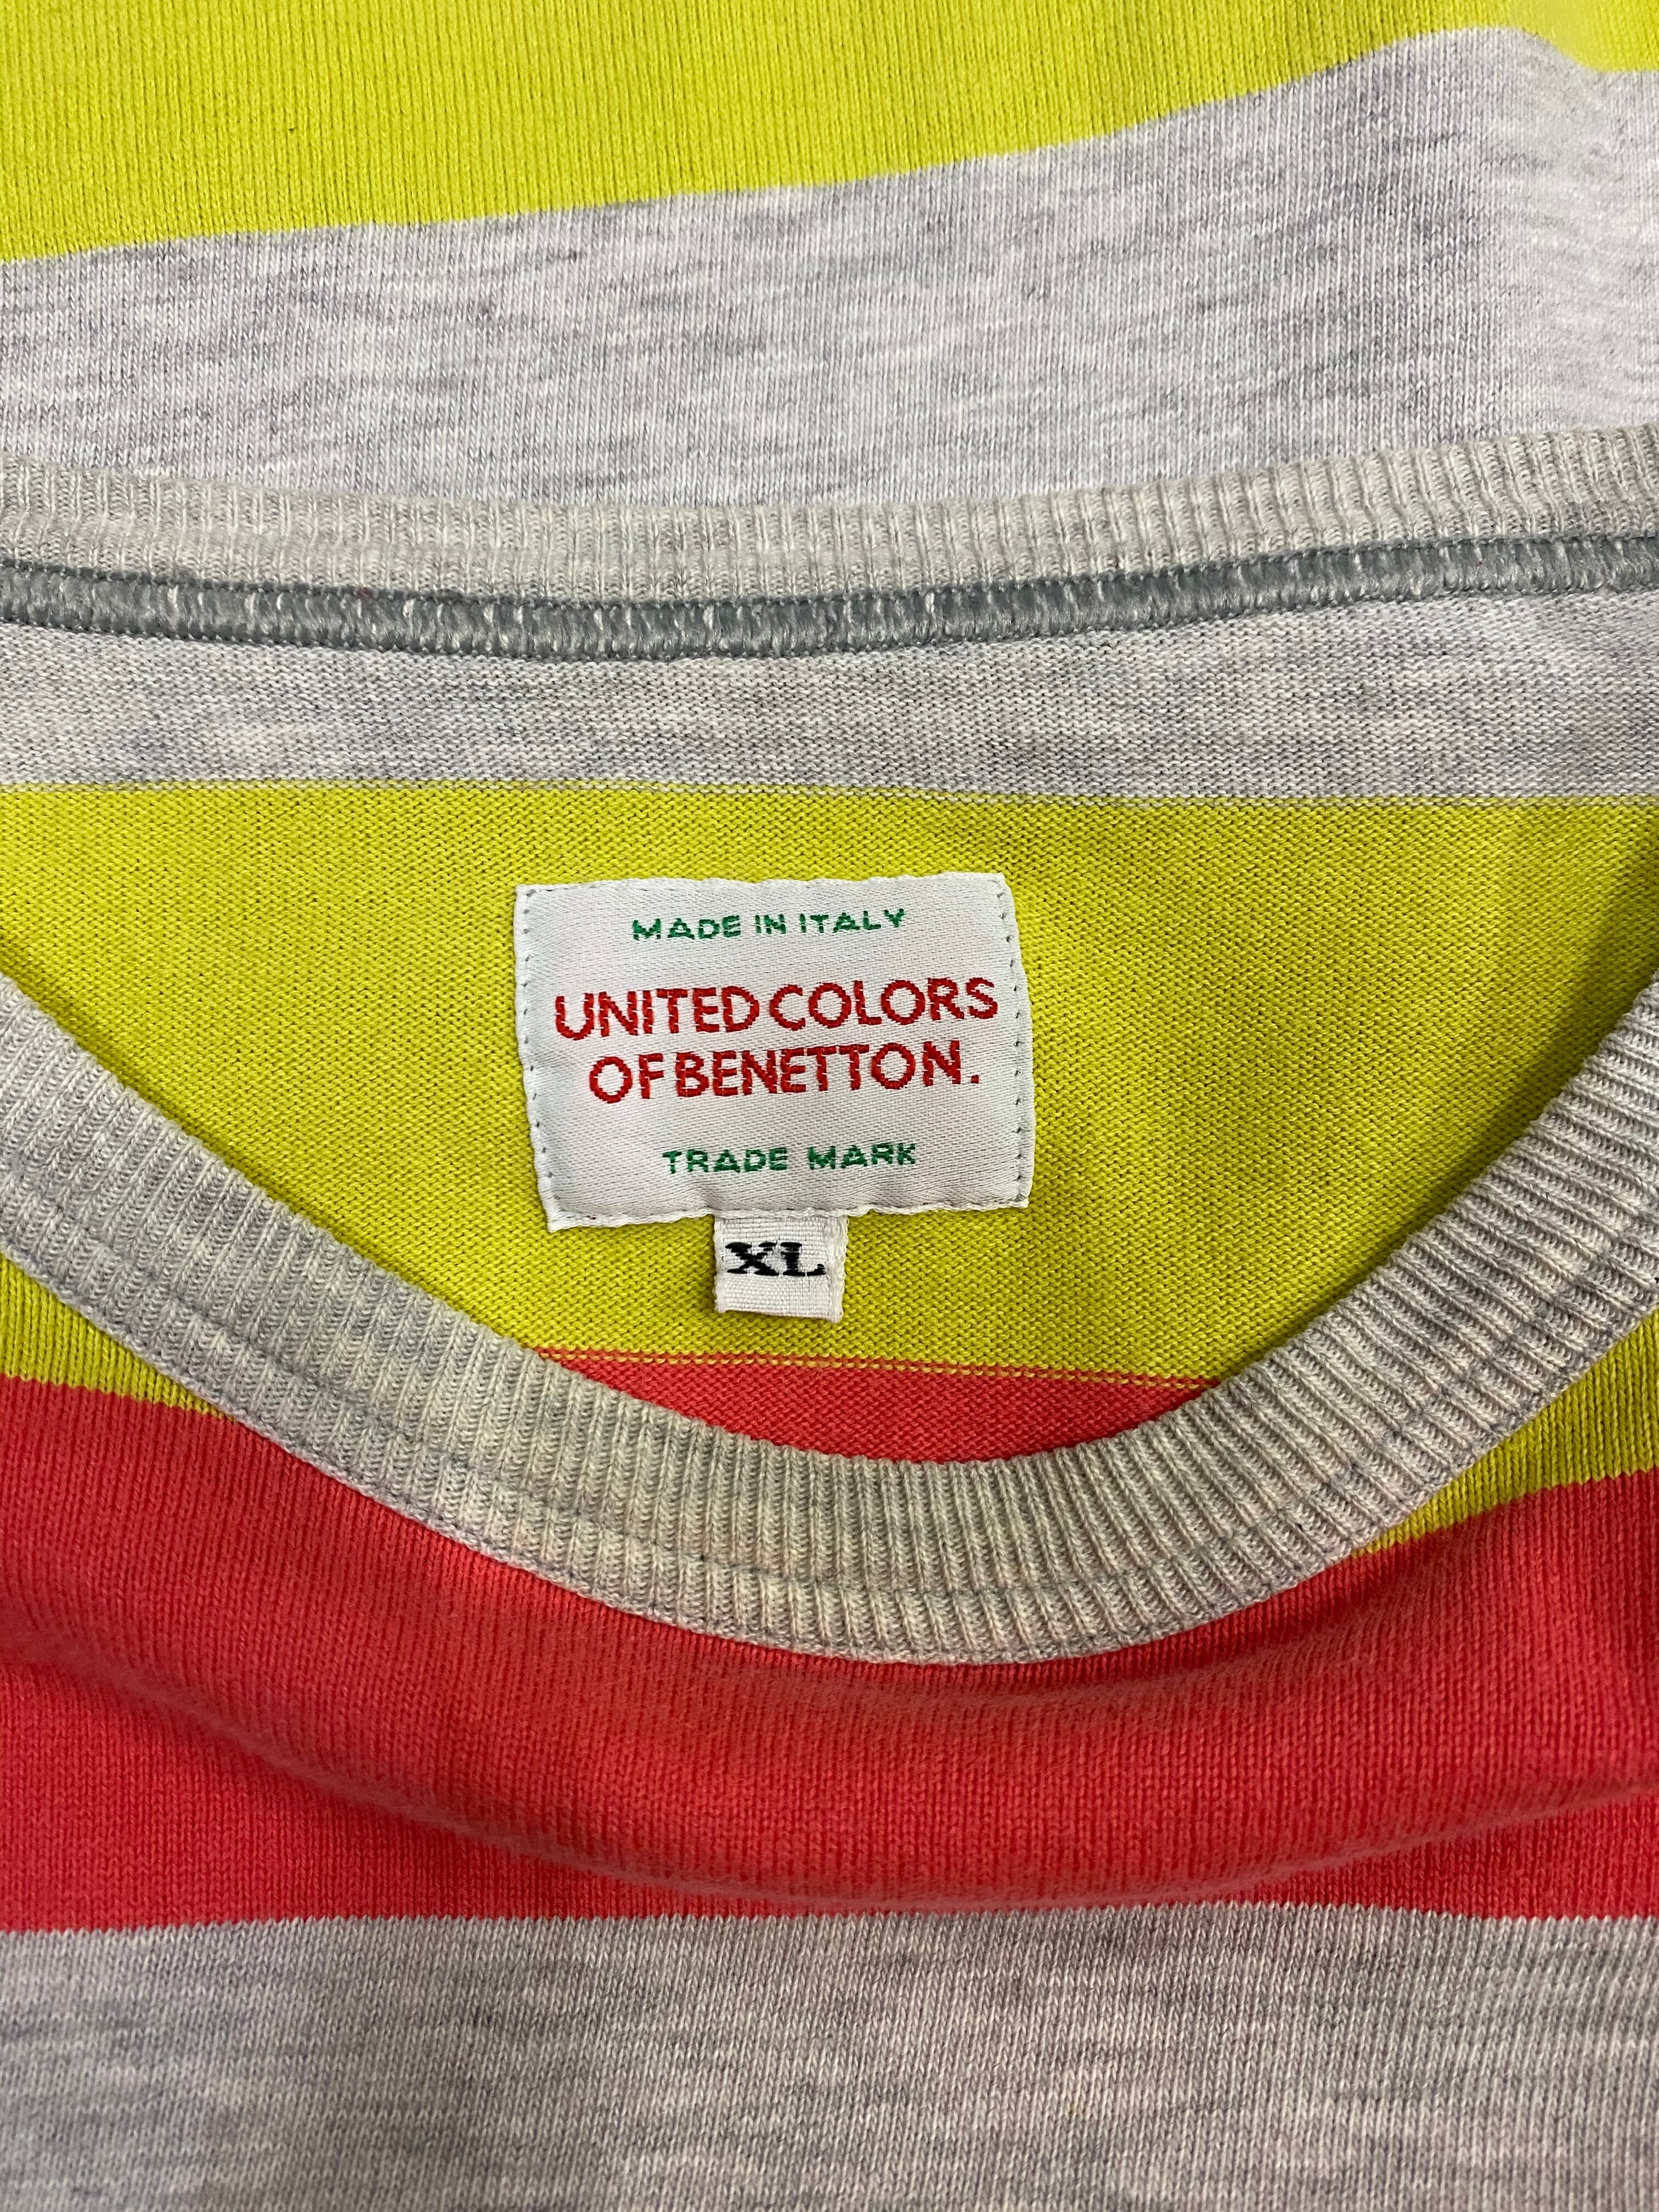 MADE IN ITALY
UNITED COLORS
OF BENETTON.
TRADE MARK
XL